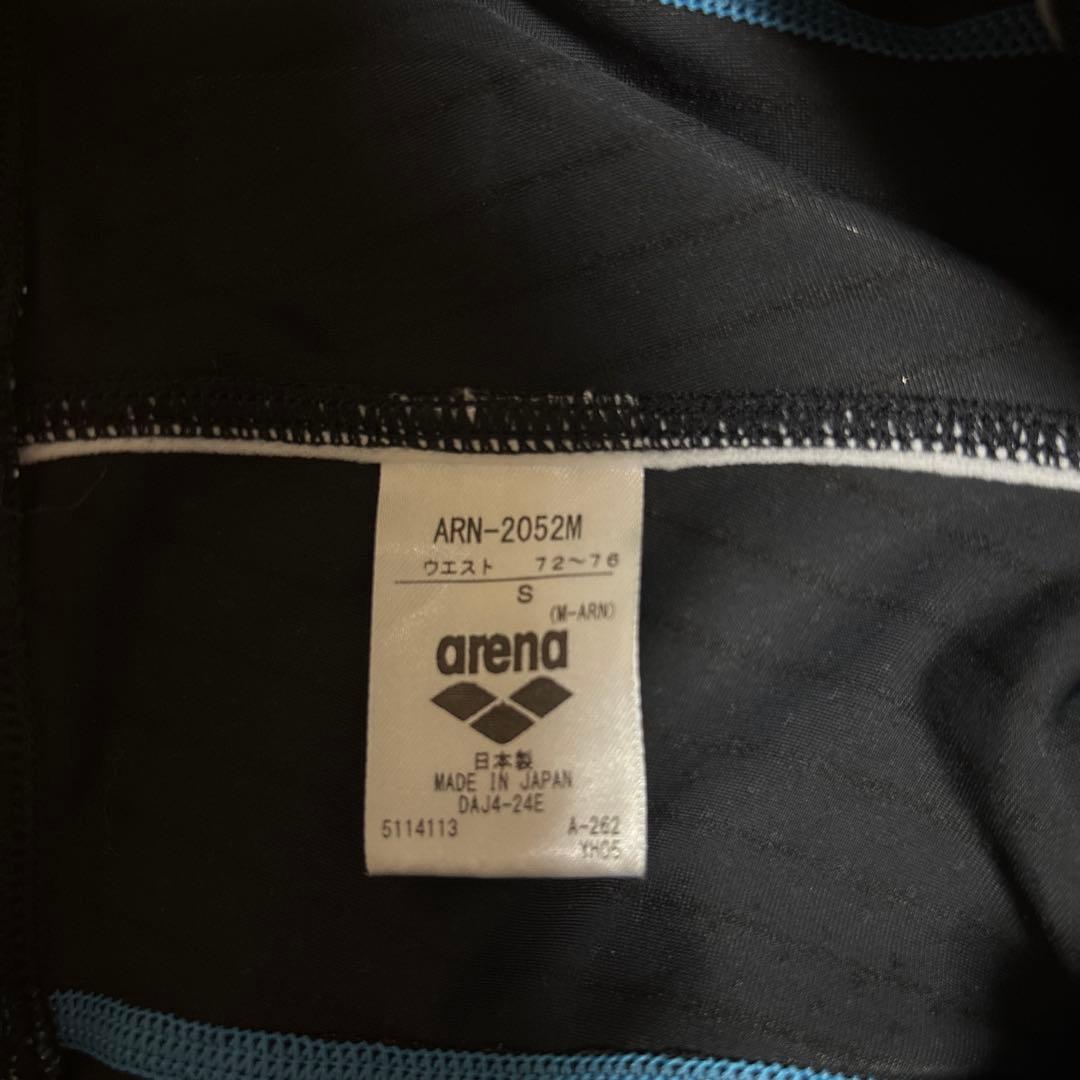 ARN-2052M
ウエスト 72〜76
S
(M-ARN)
arena
日本製
MADE IN JAPAN
DAJ4-24E
5114113 A-262
YH05